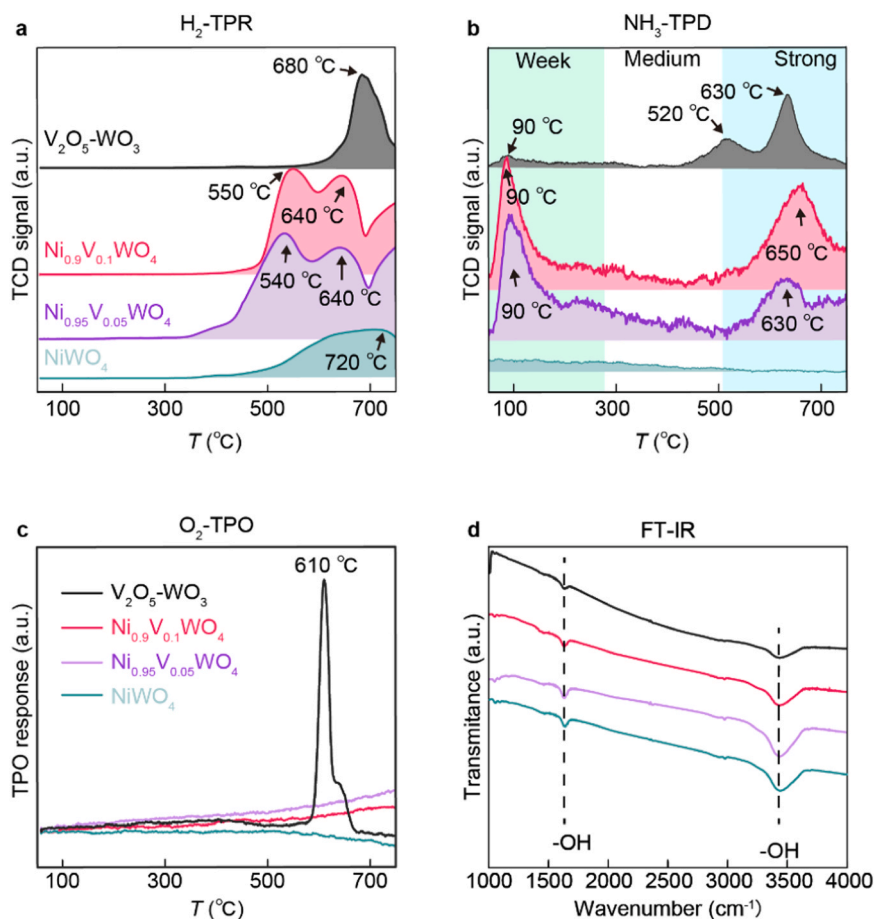 a
H₂-TPR
680 °C
V₂O₅-WO₃
550 °C
640 °C
Ni₀.₉V₀.₁WO₄
540 °C
640 °C
Ni₀.₉₅V₀.₀₅WO₄
NiWO₄
720 °C
TCD signal (a.u.)
100 300 500 700
T (°C)
b
NH₃-TPD
Week Medium Strong
630 °C
520 °C
90 °C
90 °C
650 °C
90 °C
630 °C
TCD signal (a.u.)
100 300 500 700
T (°C)
c
O₂-TPO
610 °C
V₂O₅-WO₃
Ni₀.₉V₀.₁WO₄
Ni₀.₉₅V₀.₀₅WO₄
NiWO₄
TPO response (a.u.)
100 300 500 700
T (°C)
d
FT-IR
Transmitance (a.u.)
-OH -OH
1000 1500 2000 2500 3000 3500 4000
Wavenumber (cm⁻¹)